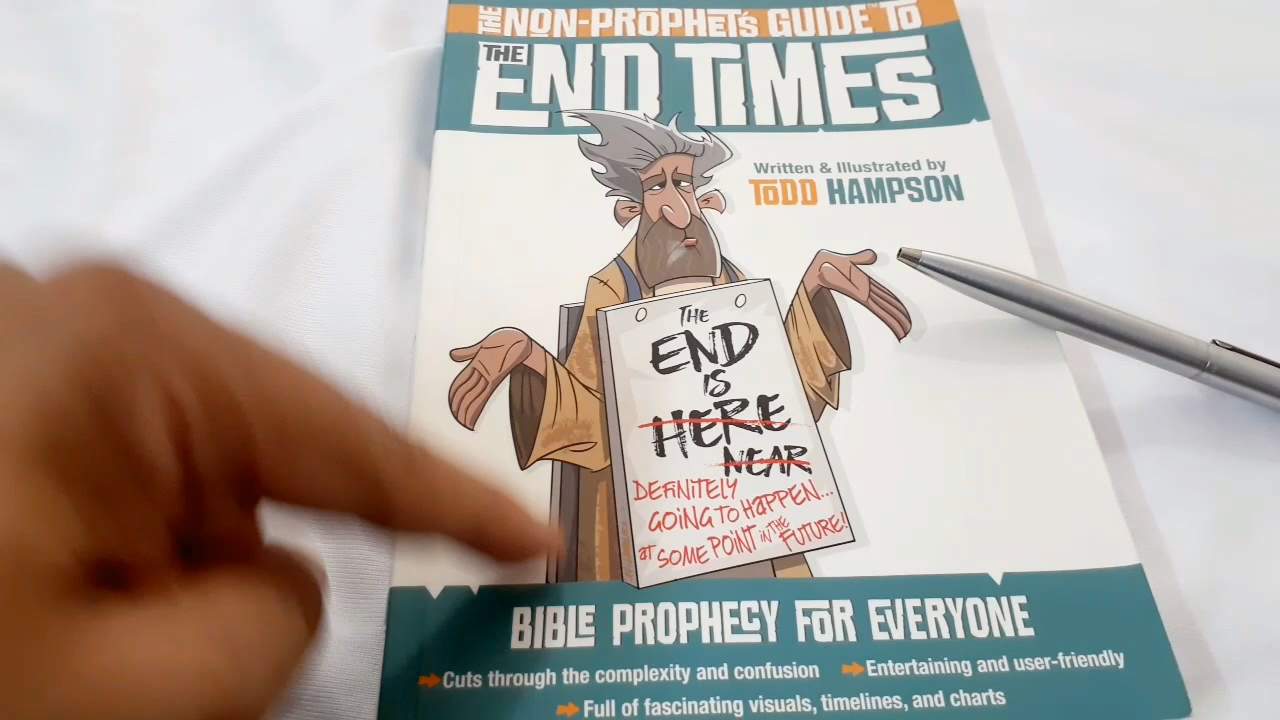 THE NON-PROPHET'S GUIDE™ TO
THE
END TIMES
Written & Illustrated by
TODD HAMPSON
THE
END
IS
HERE
NEAR
DEFINITELY
GOING TO HAPPEN...
AT SOME POINT IN THE FUTURE!
BIBLE PROPHECY FOR EVERYONE
Cuts through the complexity and confusion Entertaining and user-friendly
Full of fascinating visuals, timelines, and charts